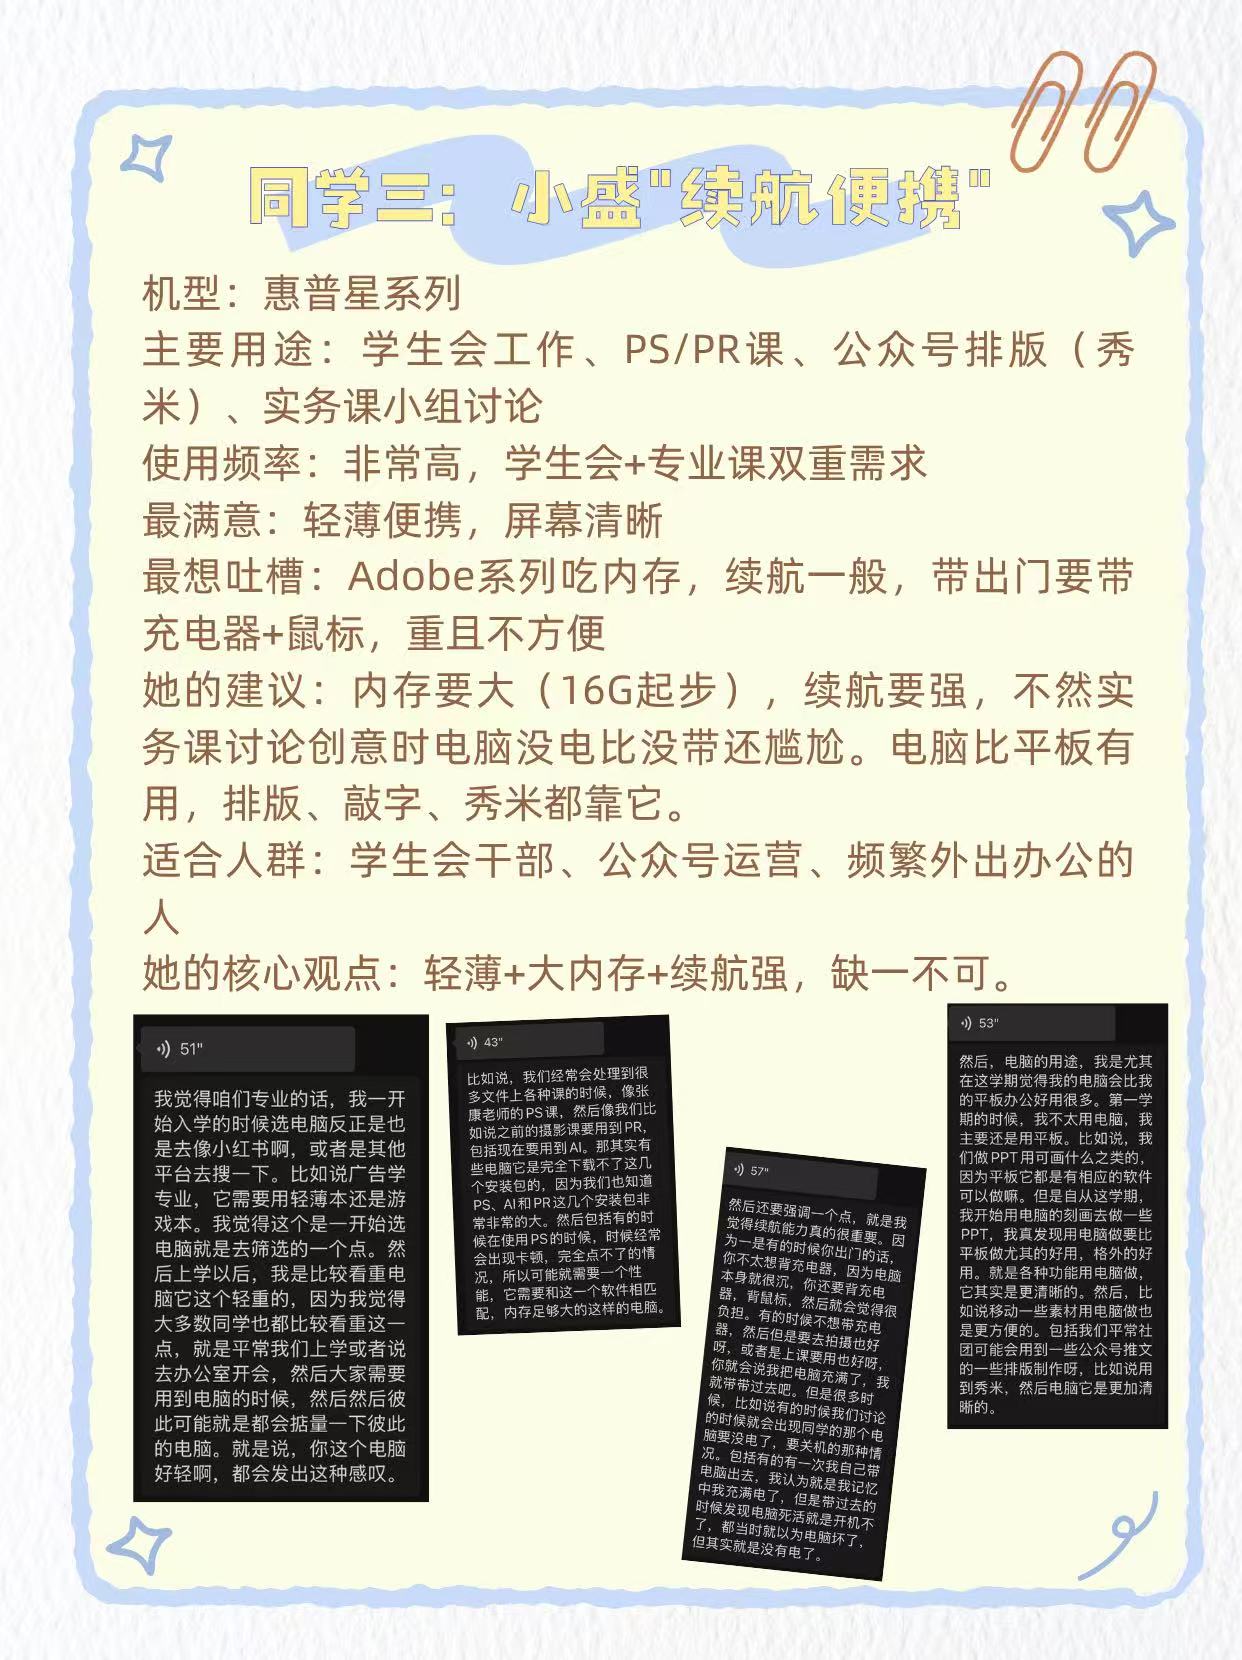 同学三：小盛"续航便携"
机型：惠普星系列
主要用途：学生会工作、PS/PR课、公众号排版（秀
米）、实务课小组讨论
使用频率：非常高，学生会+专业课双重需求
最满意：轻薄便携，屏幕清晰
最想吐槽：Adobe系列吃内存，续航一般，带出门要带
充电器+鼠标，重且不方便
她的建议：内存要大（16G起步），续航要强，不然实
务课讨论创意时电脑没电比没带还尴尬。电脑比平板有
用，排版、敲字、秀米都靠它。
适合人群：学生会干部、公众号运营、频繁外出办公的
人
她的核心观点：轻薄+大内存+续航强，缺一不可。
51"
我觉得咱们专业的话，我一开
始入学的时候选电脑反正是也
是去像小红书啊，或者是其他
平台去搜一下。比如说广告学
专业，它需要用轻薄本还是游
戏本。我觉得这个是一开始选
电脑就是去筛选的一个点。然
后上学以后，我是比较看重电
脑它这个轻重的，因为我觉得
大多数同学也都比较看重这一
点，就是平常我们上学或者说
去办公室开会，然后大家需要
用到电脑的时候，然后然后彼
此可能就是都会掂量一下彼此
的电脑。就是说，你这个电脑
好轻啊，都会发出这种感叹。
43"
比如说，我们经常会处理到很
多文件上各种课的时候，像张
康老师的PS课，然后像我们比
如说之前的摄影课要用到PR，
包括现在要用到AI。那其实有
些电脑它是完全下载不了这几
个安装包的，因为我们也知道
PS、AI和PR这几个安装包非
常非常的大。然后包括有的时
候在使用PS的时候，时候经常
会出现卡顿，完全点不了的情
况，所以可能就需要一个性
能，它需要和这一个软件相匹
配，内存足够大的这样的电脑。
57"
然后还要强调一个点，就是我
觉得续航能力真的很重要。因
为一是有的时候你出门的话，
你不太想背充电器，因为电脑
本身就很沉，你还要背充电
器，背鼠标，然后就会觉得很
负担。有的时候不想带充电
器，然后但是要去拍摄也好
呀，或者是上课要用也好呀，
你就会说我把电脑充满了，我
就带带过去吧。但是很多时
候，比如说有的时候我们讨论
的时候就会出现同学的那个电
脑要没电了，要关机的那种情
况。包括有的有一次我自己带
电脑出去，我认为就是我记忆
中我充满电了，但是带过去的
时候发现电脑死活就是开机不
了，都当时就以为电脑坏了，
但其实就是没有电了。
53"
然后，电脑的用途，我是尤其
在这学期觉得我的电脑会比我
的平板办公好用很多。第一学
期的时候，我不太用电脑，我
主要还是用平板。比如说，我
们做PPT用可画什么之类的，
因为平板它都是有相应的软件
可以做嘛。但是自从这学期，
我开始用电脑的刻画去做一些
PPT，我真发现用电脑做要比
平板做尤其的好用，格外的好
用。就是各种功能用电脑做，
它其实是更清晰的。然后，比
如说移动一些素材用电脑做也
是更方便的。包括我们平常社
团可能会用到一些公众号推文
的一些排版制作呀，比如说用
到秀米，然后电脑它是更加清
晰的。